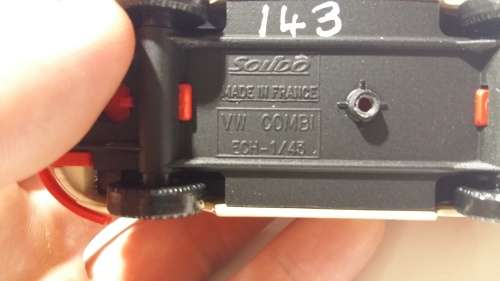 143
Solido
MADE IN FRANCE
VW COMBI
ECH-1/43